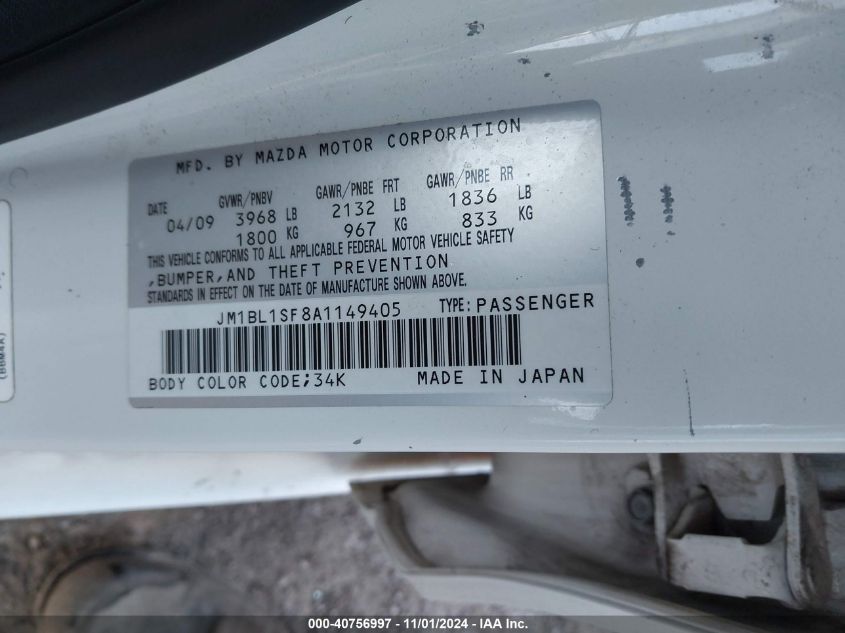 MFD. BY MAZDA MOTOR CORPORATION
DATE GVWR/PNBV GAWR/PNBE FRT GAWR/PNBE RR
04/09 3968 LB 2132 LB 1836 LB
1800 KG 967 KG 833 KG
THIS VEHICLE CONFORMS TO ALL APPLICABLE FEDERAL MOTOR VEHICLE SAFETY
,BUMPER,AND THEFT PREVENTION
STANDARDS IN EFFECT ON THE DATE OF MANUFACTURE SHOWN ABOVE.
JM1BL1SF8A1149405 TYPE: PASSENGER
BODY COLOR CODE;34K MADE IN JAPAN
(BBM4A)
000-40756997 - 11/01/2024 - IAA Inc.